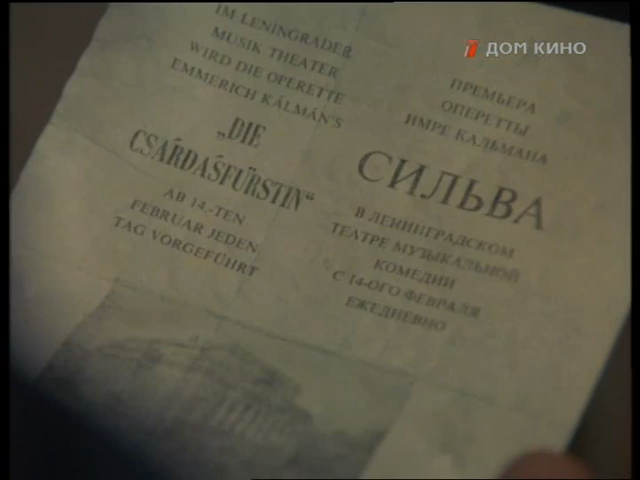 ДОМ КИНО
IM LENINGRADER
MUSIK THEATER
WIRD DIE OPERETTE
EMMERICH KÁLMÁN'S
„DIE
CSÁRDÁSFÜRSTIN“
AB 14.-TEN
FEBRUAR JEDEN
TAG VORGEFÜHRT
ПРЕМЬЕРА
ОПЕРЕТТЫ
ИМРЕ КАЛЬМАНА
СИЛЬВА
В ЛЕНИНГРАДСКОМ
ТЕАТРЕ МУЗЫКАЛЬНОЙ
КОМЕДИИ
С 14-ОГО ФЕВРАЛЯ
ЕЖЕДНЕВНО